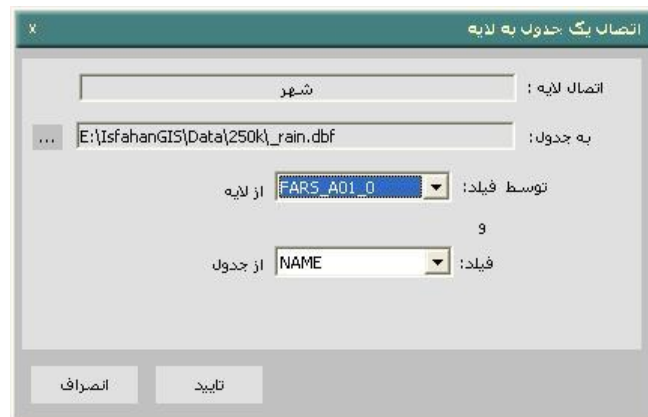 اتصال یک جدول به لایه x
اتصال لایه : شهر
به جدول: E:\IsfahanGIS\Data\250k\_rain.dbf ...
توسط فیلد: FARS_A01_0 از لایه
و
فیلد: NAME از جدول
تایید انصراف